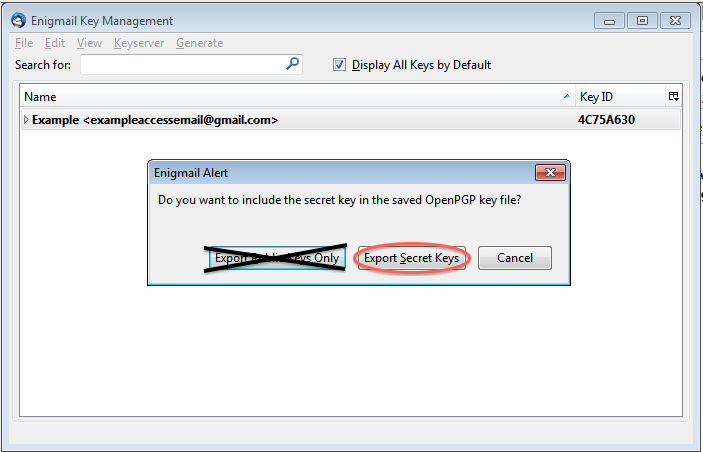 Enigmail Key Management
File Edit View Keyserver Generate
Search for: Display All Keys by Default
Name Key ID
Example <exampleaccessemail@gmail.com> 4C75A630
Enigmail Alert
Do you want to include the secret key in the saved OpenPGP key file?
Export Public Keys Only Export Secret Keys Cancel